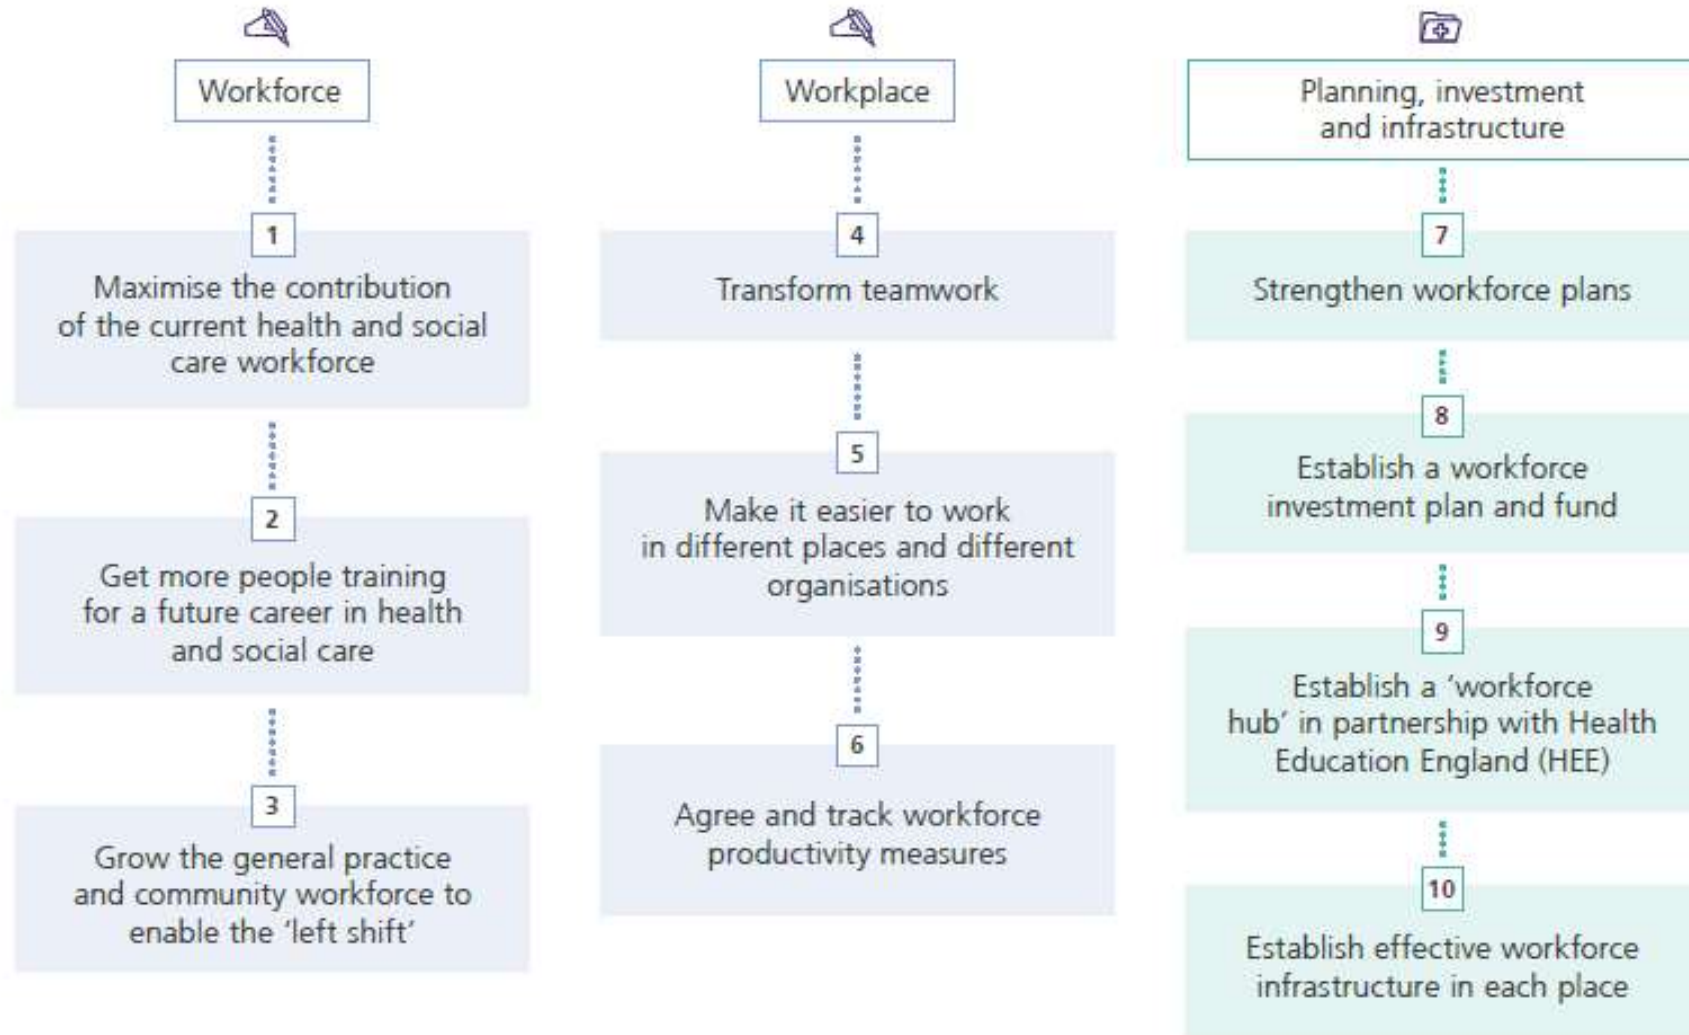 Workforce
1
Maximise the contribution
of the current health and social
care workforce
2
Get more people training
for a future career in health
and social care
3
Grow the general practice
and community workforce to
enable the ‘left shift’
Workplace
4
Transform teamwork
5
Make it easier to work
in different places and different
organisations
6
Agree and track workforce
productivity measures
Planning, investment
and infrastructure
7
Strengthen workforce plans
8
Establish a workforce
investment plan and fund
9
Establish a ‘workforce
hub’ in partnership with Health
Education England (HEE)
10
Establish effective workforce
infrastructure in each place